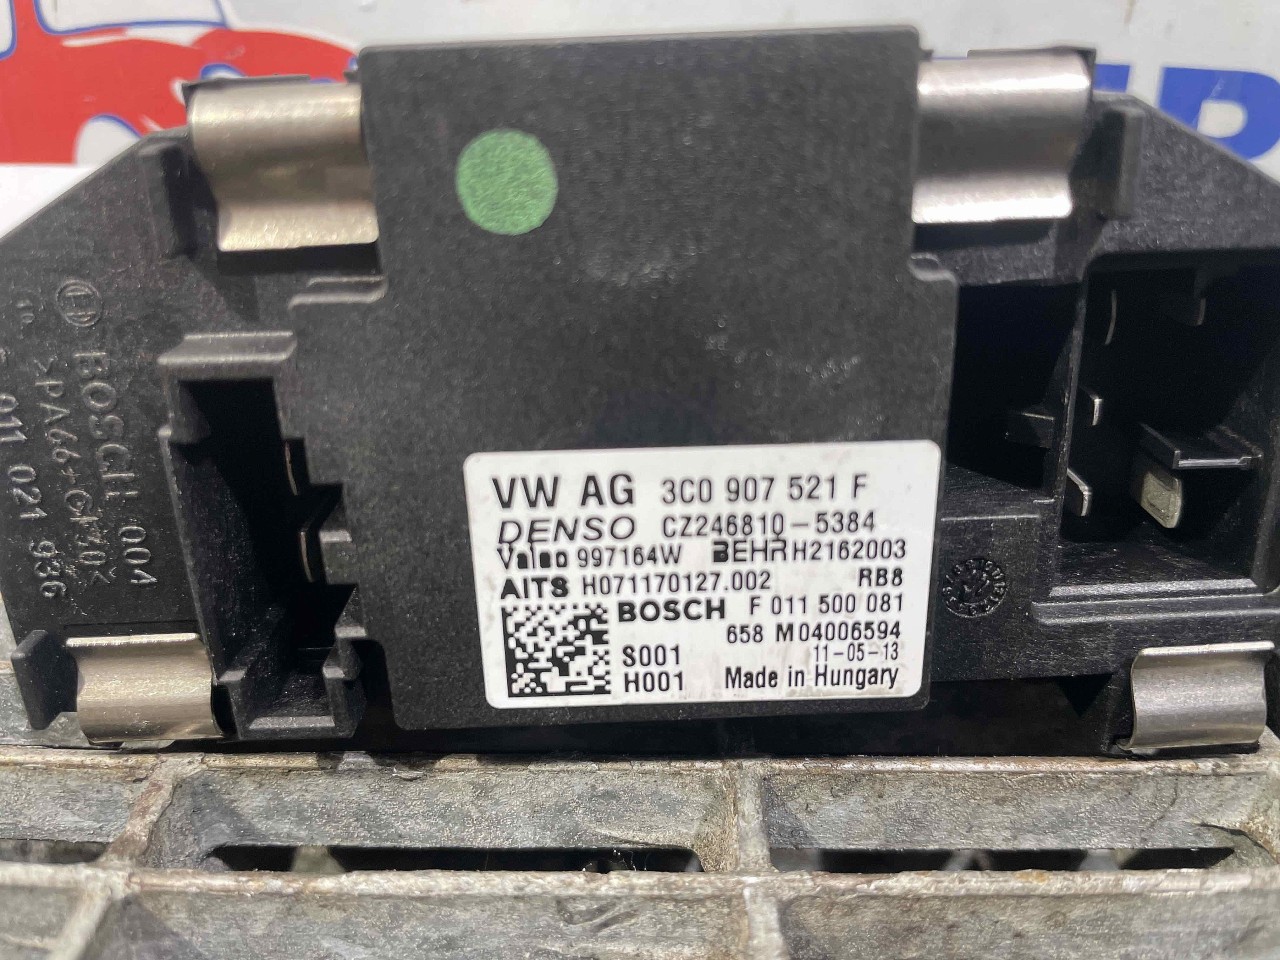 VW AG 3C0 907 521 F
DENSO CZ246810-5384
Valeo 997164W BEHR H2162003
AITS H071170127.002 RB8
BOSCH F 011 500 081
658 M04006594
S001 11-05-13
H001 Made in Hungary
BOSCH 004
>PA66-GF30<
911 021 936